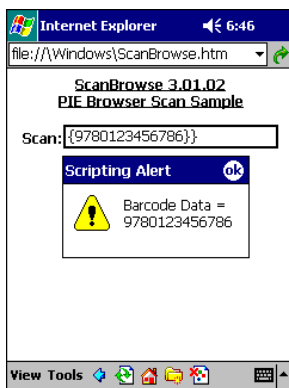 Internet Explorer 6:46
file://\Windows\ScanBrowse.htm
ScanBrowse 3.01.02
PIE Browser Scan Sample
Scan: {9780123456786}}
Scripting Alert ok
Barcode Data =
9780123456786
View Tools